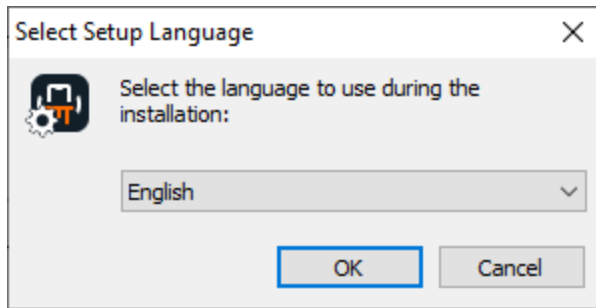 Select Setup Language
Select the language to use during the
installation:
English
OK
Cancel